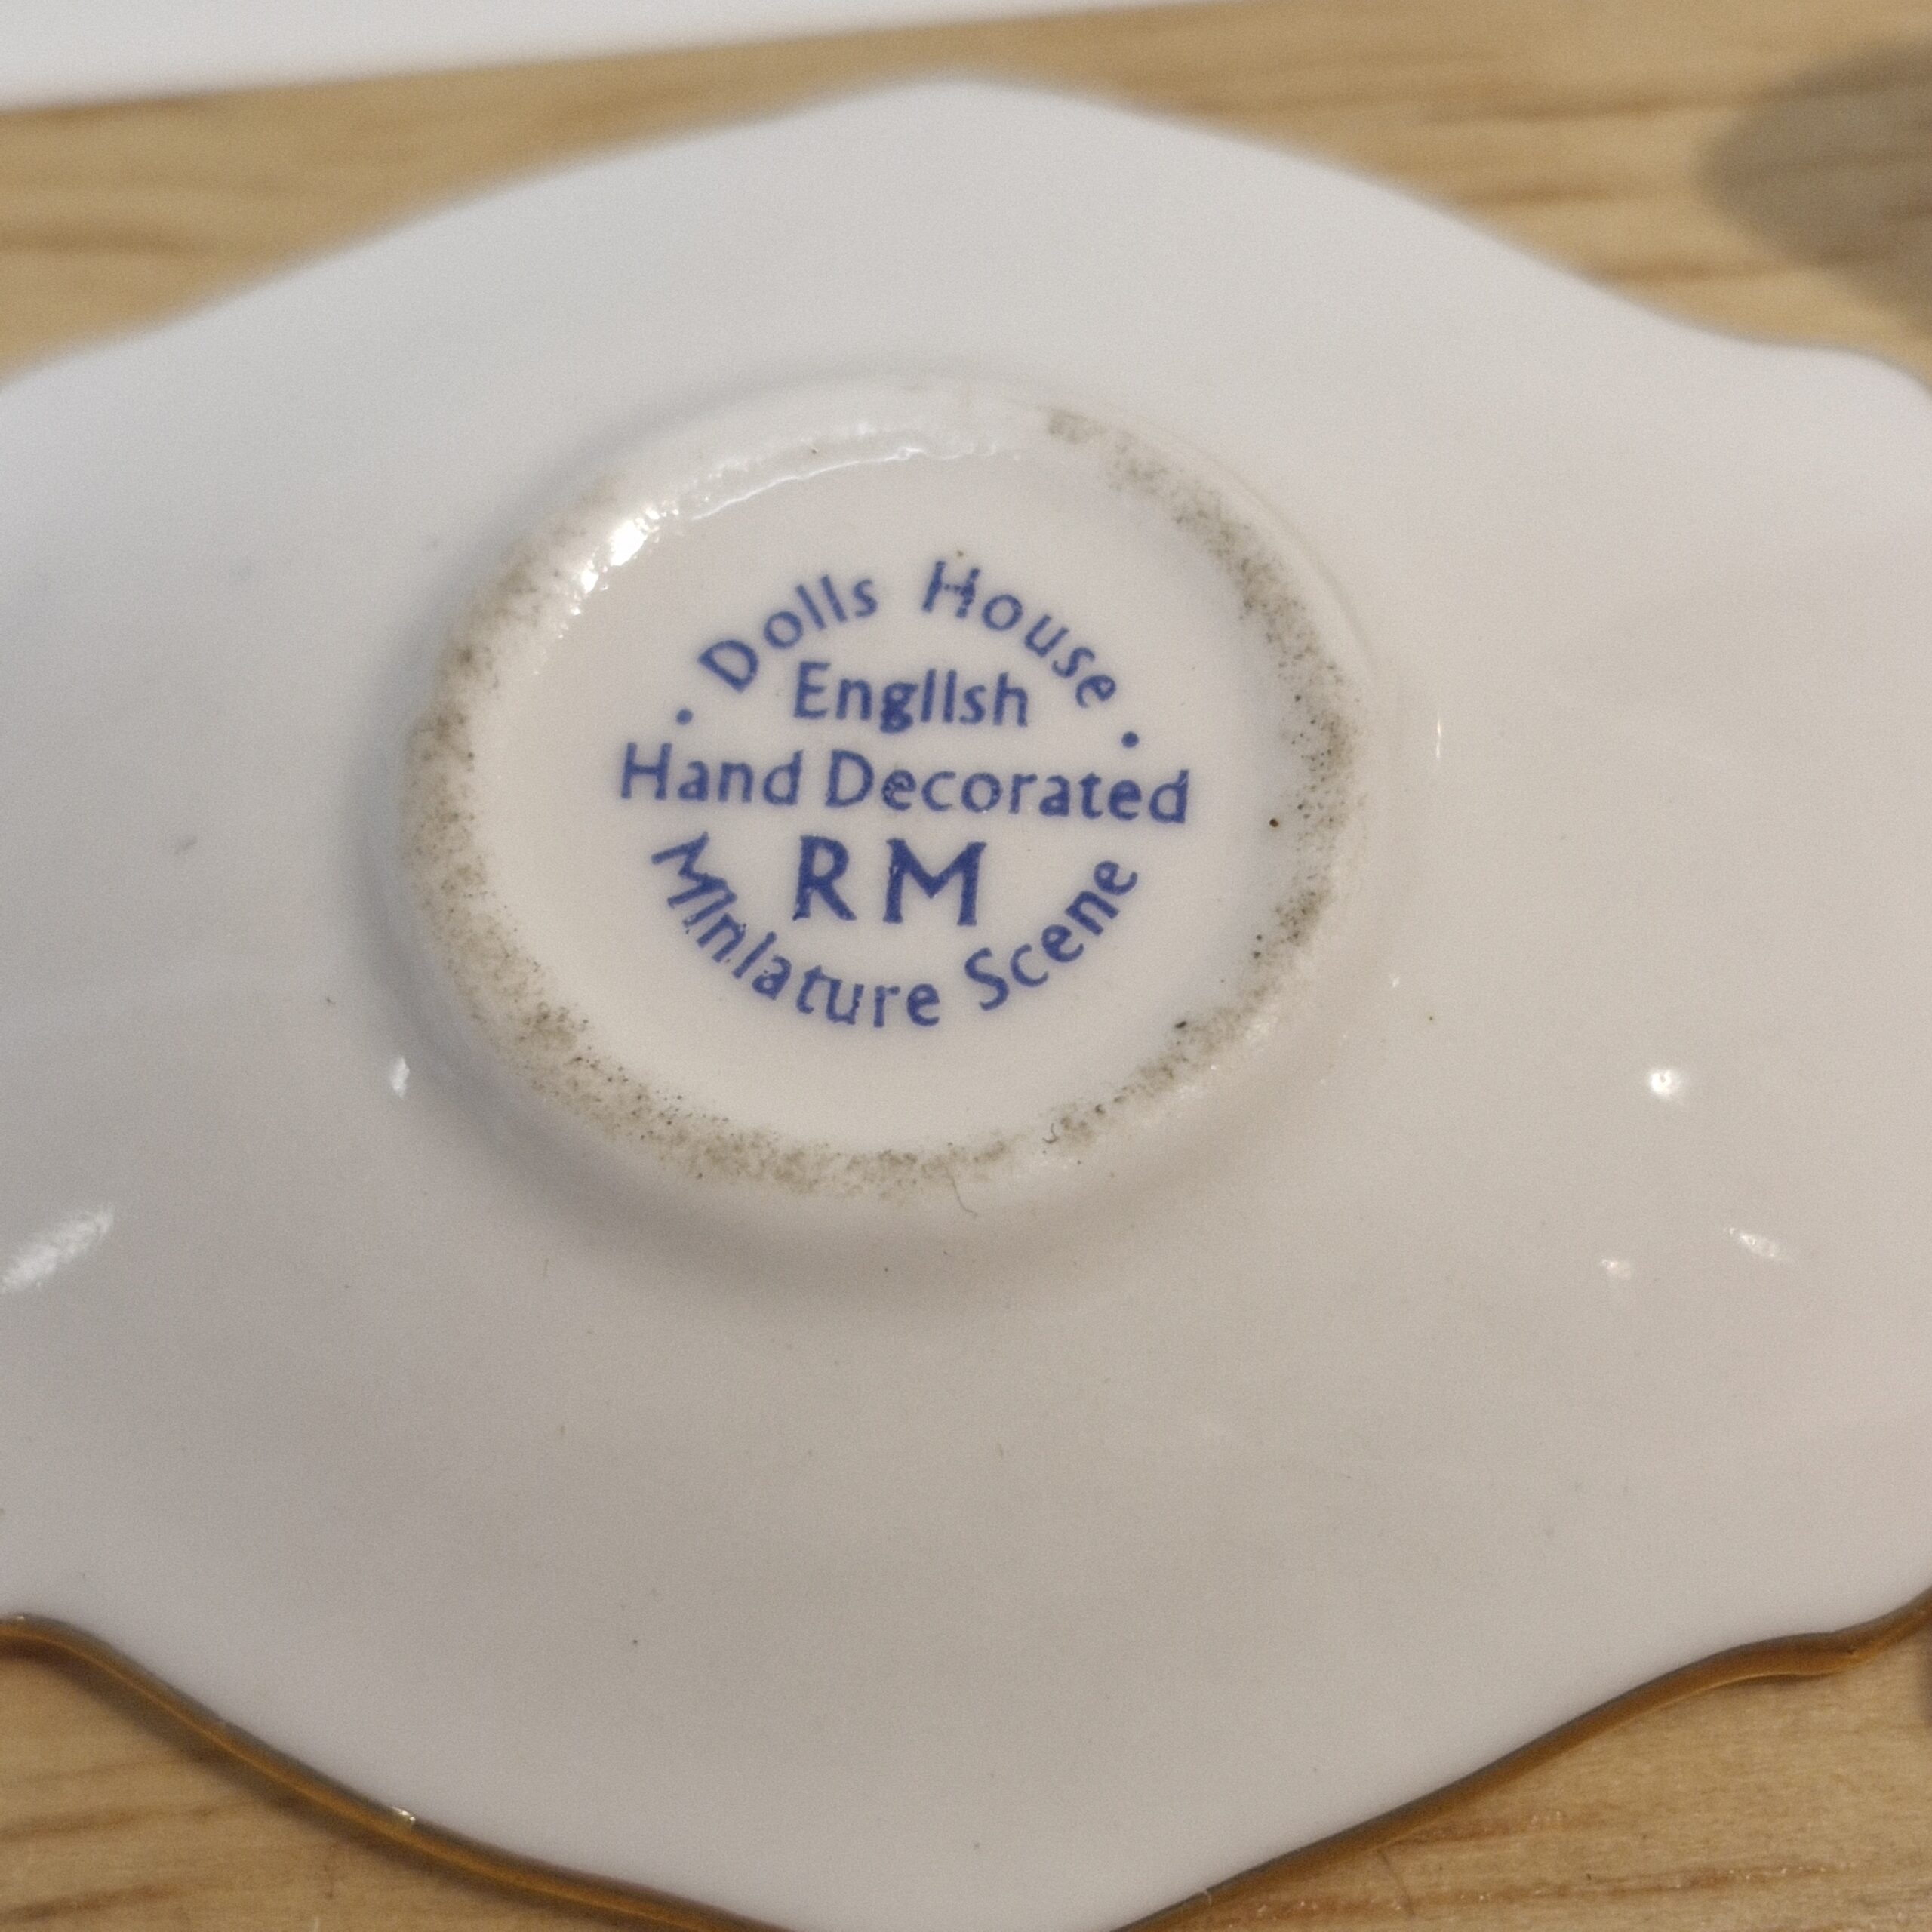 • Dolls House •
English
Hand Decorated
RM
Miniature Scene